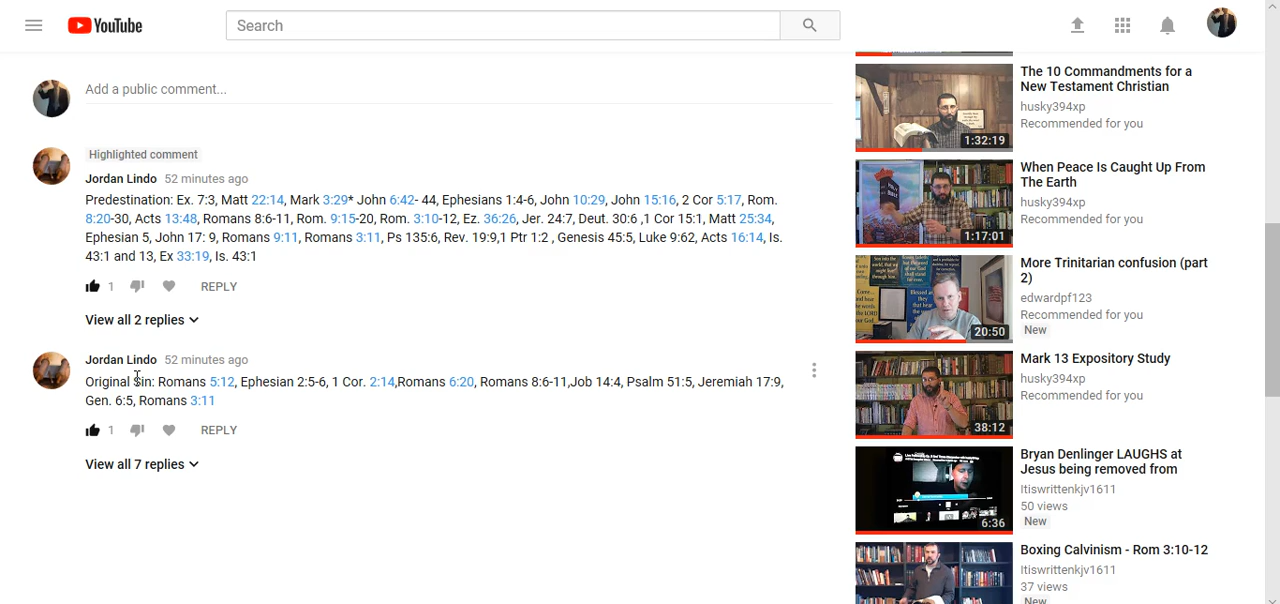 YouTube
Search
Add a public comment...
Highlighted comment
Jordan Lindo 52 minutes ago
Predestination: Ex. 7:3, Matt 22:14, Mark 3:29* John 6:42- 44, Ephesians 1:4-6, John 10:29, John 15:16, 2 Cor 5:17, Rom.
8:20-30, Acts 13:48, Romans 8:6-11, Rom. 9:15-20, Rom. 3:10-12, Ez. 36:26, Jer. 24:7, Deut. 30:6 ,1 Cor 15:1, Matt 25:34,
Ephesian 5, John 17: 9, Romans 9:11, Romans 3:11, Ps 135:6, Rev. 19:9,1 Ptr 1:2 , Genesis 45:5, Luke 9:62, Acts 16:14, Is.
43:1 and 13, Ex 33:19, Is. 43:1
1 REPLY
View all 2 replies
Jordan Lindo 52 minutes ago
Original Sin: Romans 5:12, Ephesian 2:5-6, 1 Cor. 2:14,Romans 6:20, Romans 8:6-11,Job 14:4, Psalm 51:5, Jeremiah 17:9,
Gen. 6:5, Romans 3:11
1 REPLY
View all 7 replies
The 10 Commandments for a
New Testament Christian
husky394xp
Recommended for you
1:32:19
When Peace Is Caught Up From
The Earth
husky394xp
Recommended for you
HOLY
1:17:01
More Trinitarian confusion (part
2)
edwardpf123
Recommended for you
New
20:50
Mark 13 Expository Study
husky394xp
Recommended for you
38:12
Bryan Denlinger LAUGHS at
Jesus being removed from
Itiswrittenkjv1611
50 views
New
6:36
Boxing Calvinism - Rom 3:10-12
Itiswrittenkjv1611
37 views
New